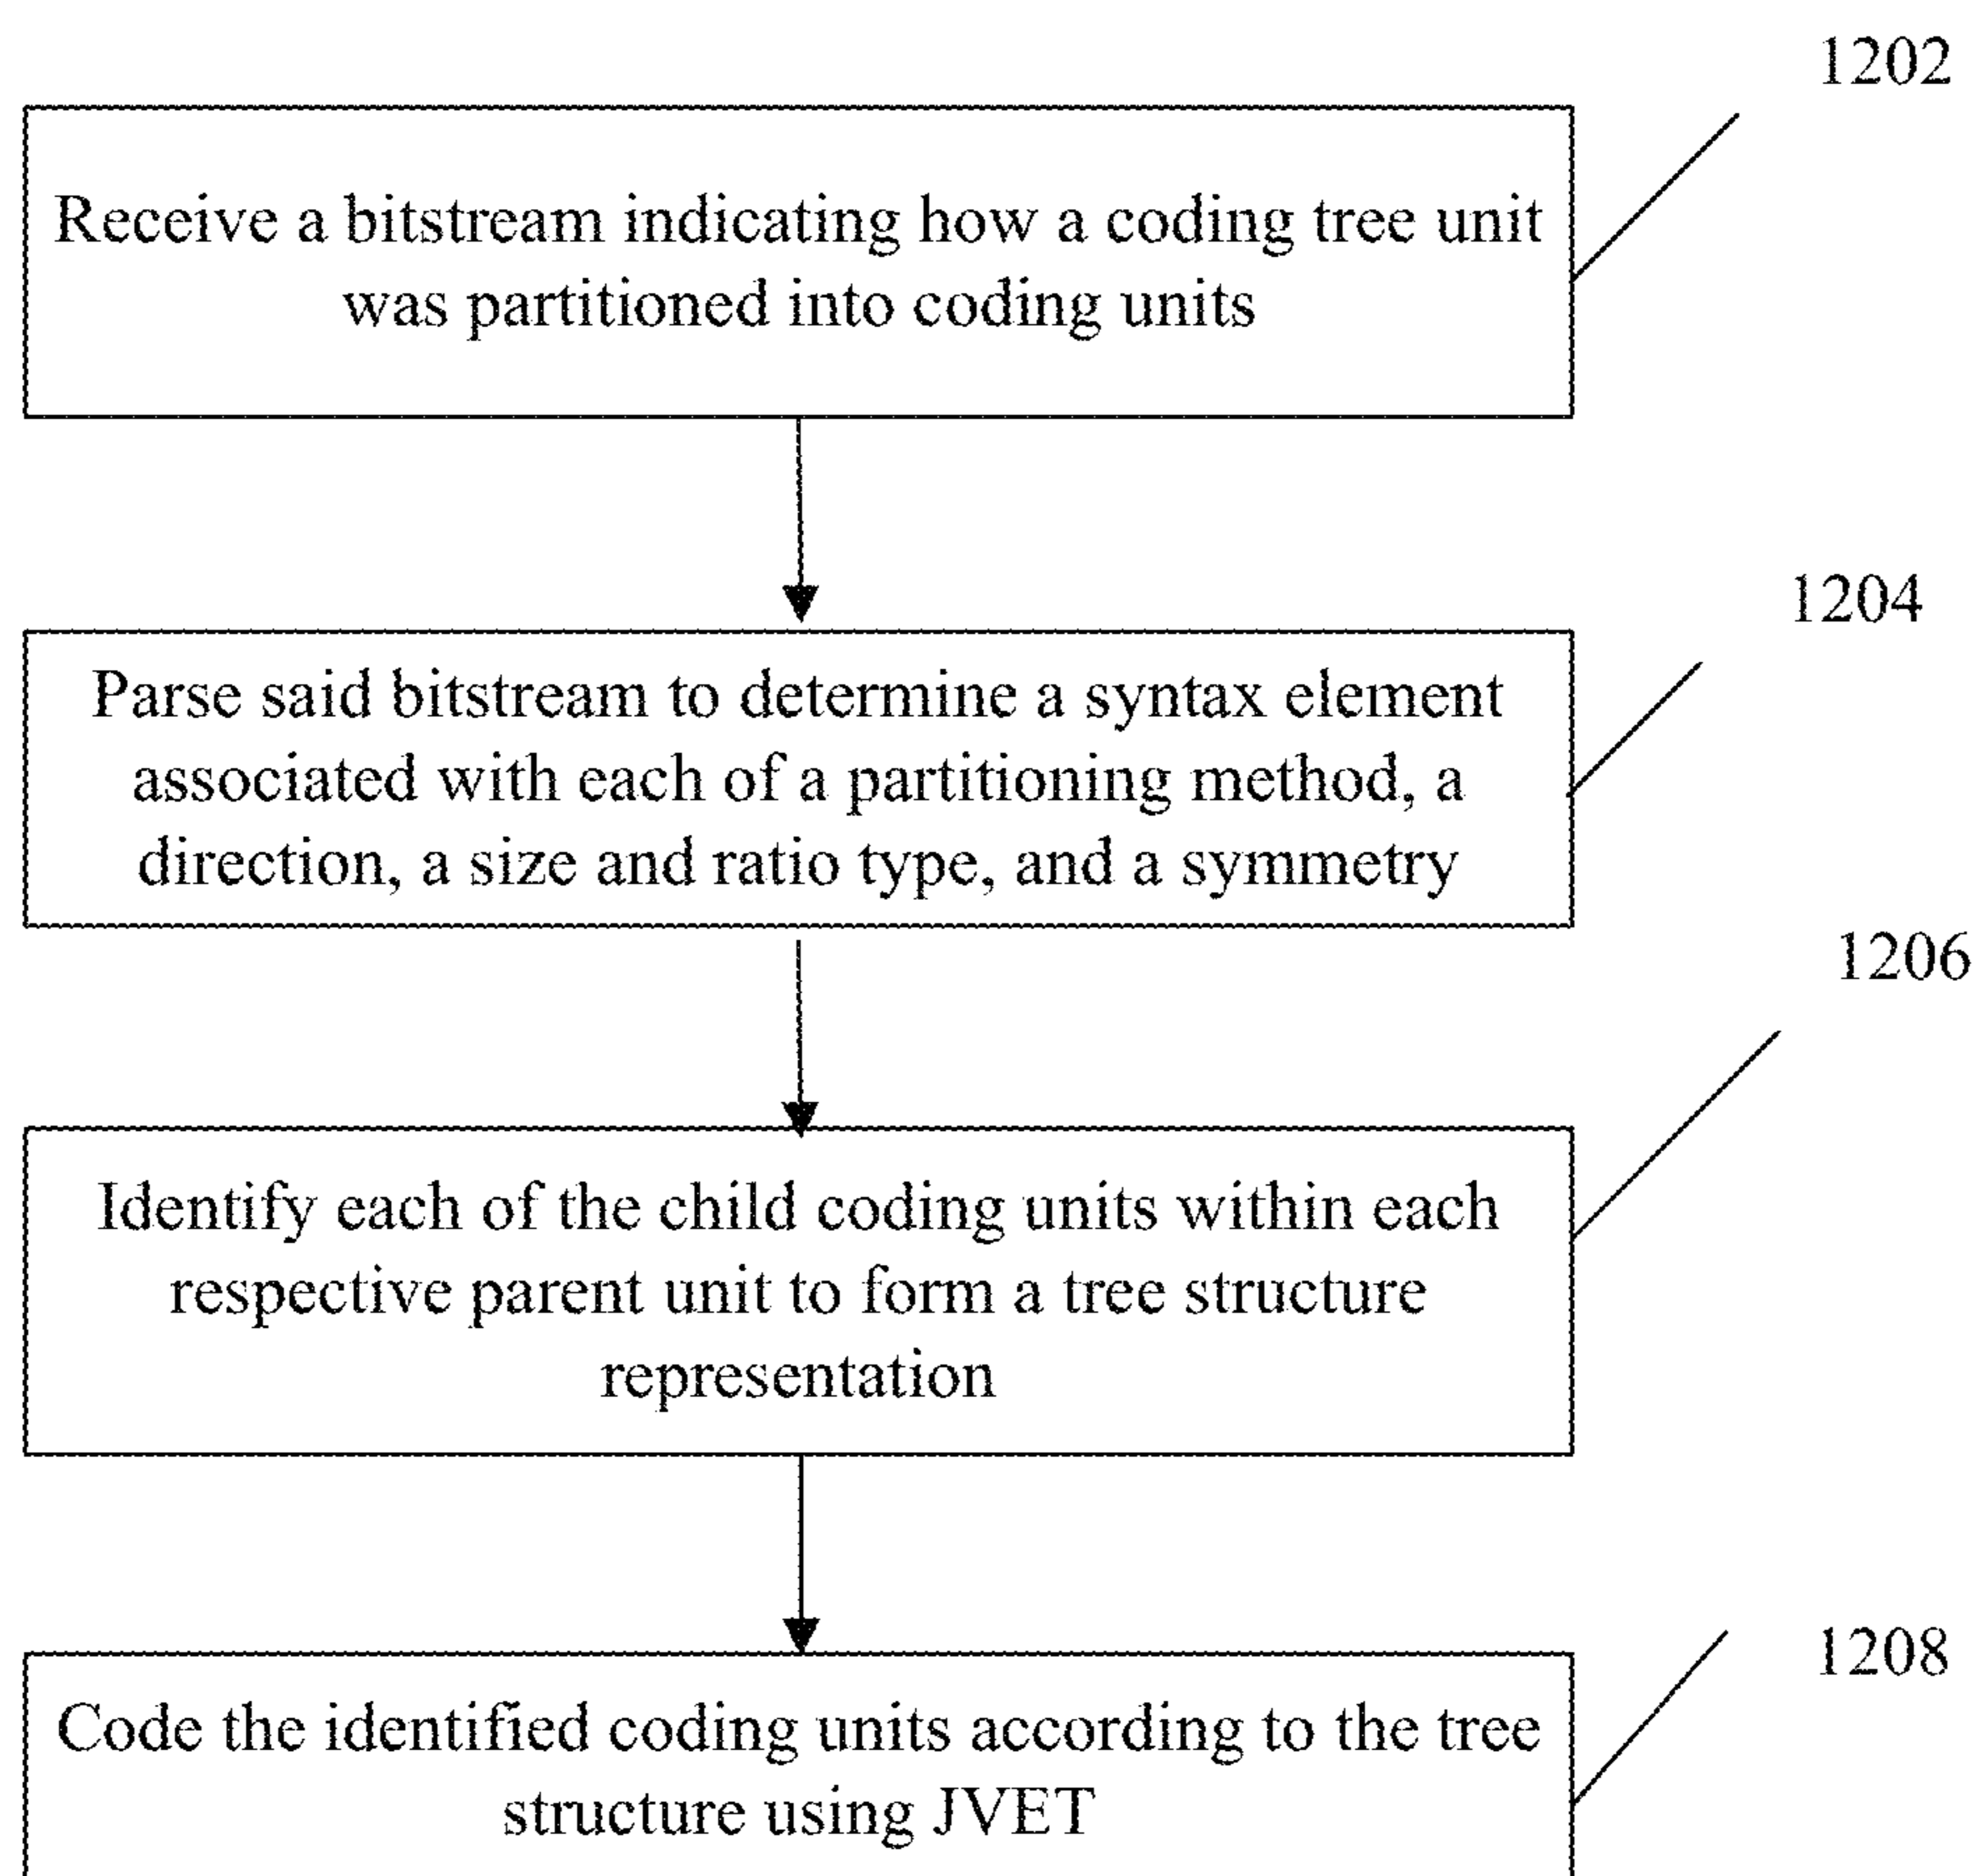 1202
Receive a bitstream indicating how a coding tree unit
was partitioned into coding units
1204
Parse said bitstream to determine a syntax element
associated with each of a partitioning method, a
direction, a size and ratio type, and a symmetry
1206
Identify each of the child coding units within each
respective parent unit to form a tree structure
representation
1208
Code the identified coding units according to the tree
structure using JVET